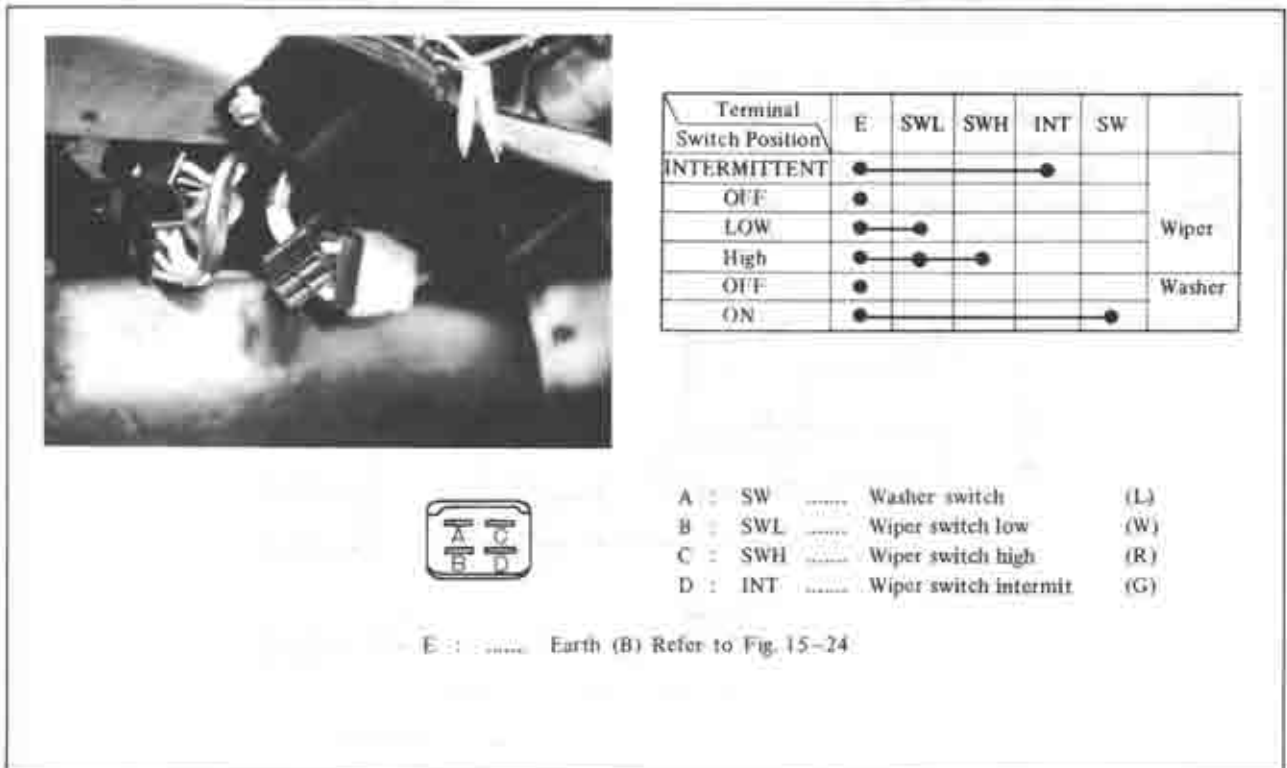 Terminal
Switch Position
E SWL SWH INT SW
INTERMITTENT
OFF
LOW
High
OFF
ON
Wiper
Washer
A C
B D
A : SW ....... Washer switch (L)
B : SWL ....... Wiper switch low (W)
C : SWH ....... Wiper switch high (R)
D : INT ....... Wiper switch intermit (G)
E : ...... Earth (B) Refer to Fig. 15-24